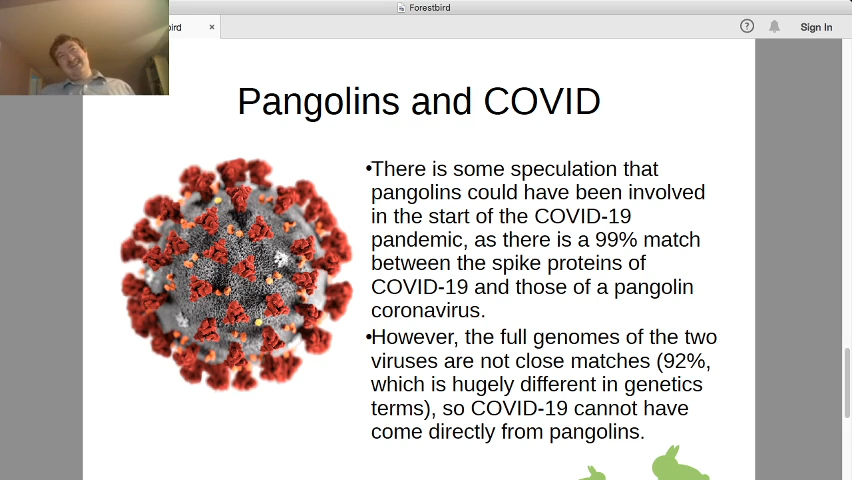 Forestbird
bird
×
?
Sign In
Pangolins and COVID
•There is some speculation that
pangolins could have been involved
in the start of the COVID-19
pandemic, as there is a 99% match
between the spike proteins of
COVID-19 and those of a pangolin
coronavirus.
•However, the full genomes of the two
viruses are not close matches (92%,
which is hugely different in genetics
terms), so COVID-19 cannot have
come directly from pangolins.